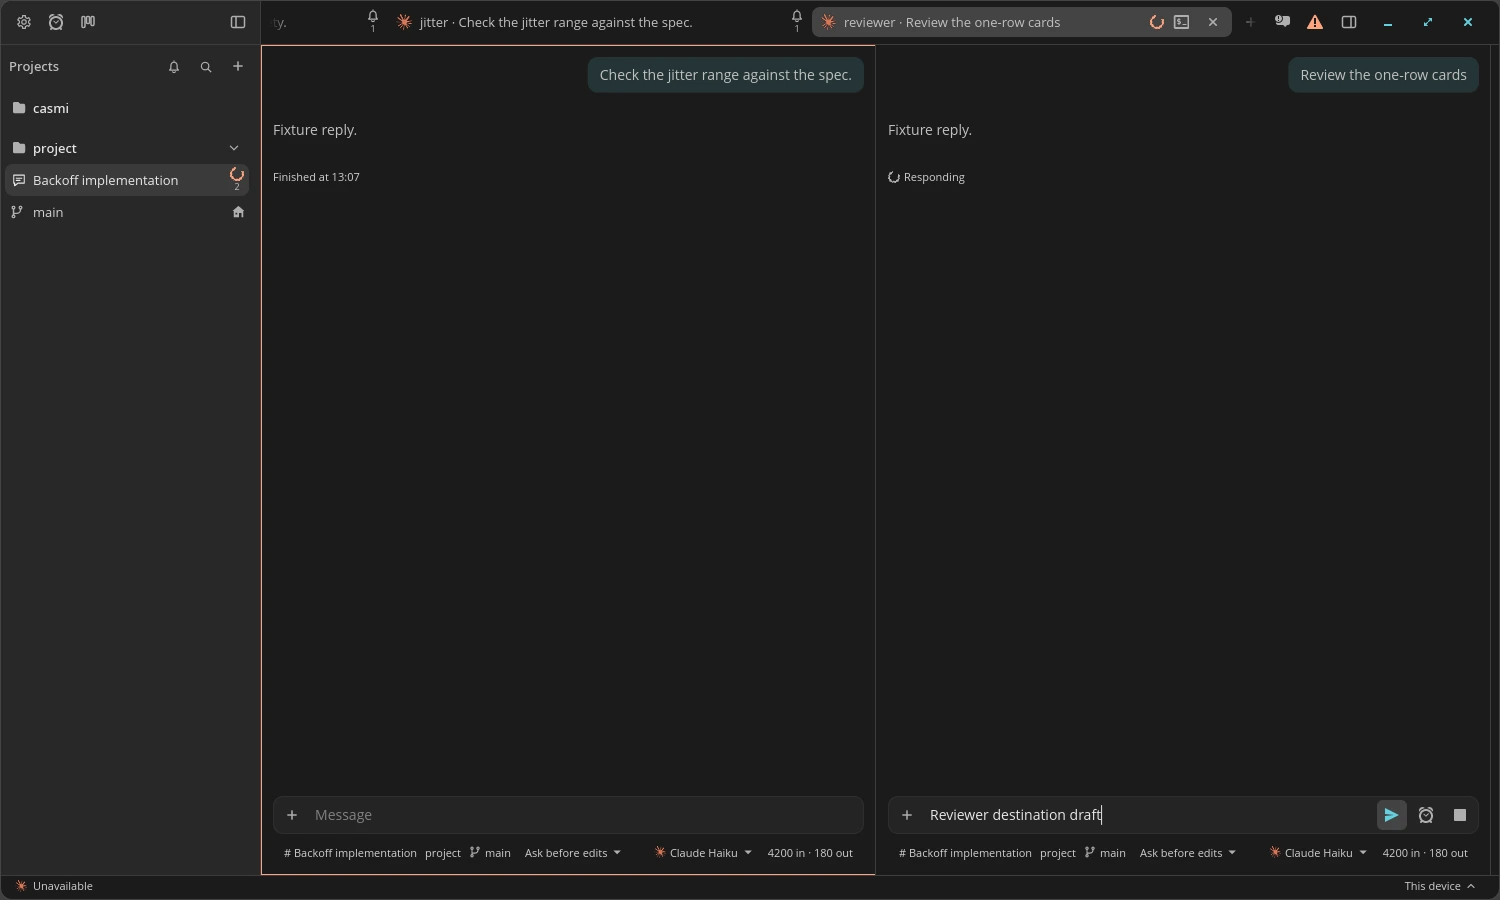 ty.
1
jitter · Check the jitter range against the spec.
1
reviewer · Review the one-row cards
Projects
casmi
project
Backoff implementation
2
main
Check the jitter range against the spec.
Fixture reply.
Finished at 13:07
Message
# Backoff implementation project main Ask before edits Claude Haiku 4200 in · 180 out
Review the one-row cards
Fixture reply.
Responding
Reviewer destination draft
# Backoff implementation project main Ask before edits Claude Haiku 4200 in · 180 out
Unavailable
This device